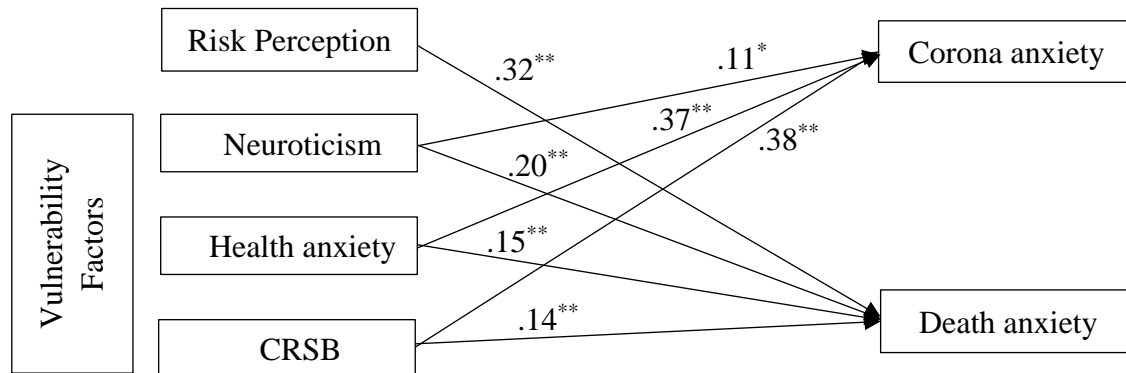 Risk Perception
Corona anxiety
.11*
.32**
.37**
Neuroticism
.38**
.20**
Vulnerability
Factors
Health anxiety
.15**
Death anxiety
.14**
CRSB